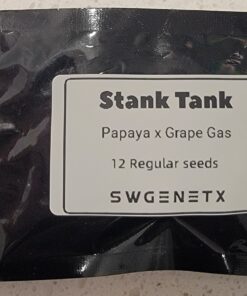 Stank Tank
Papaya x Grape Gas
12 Regular seeds
SWGENETX